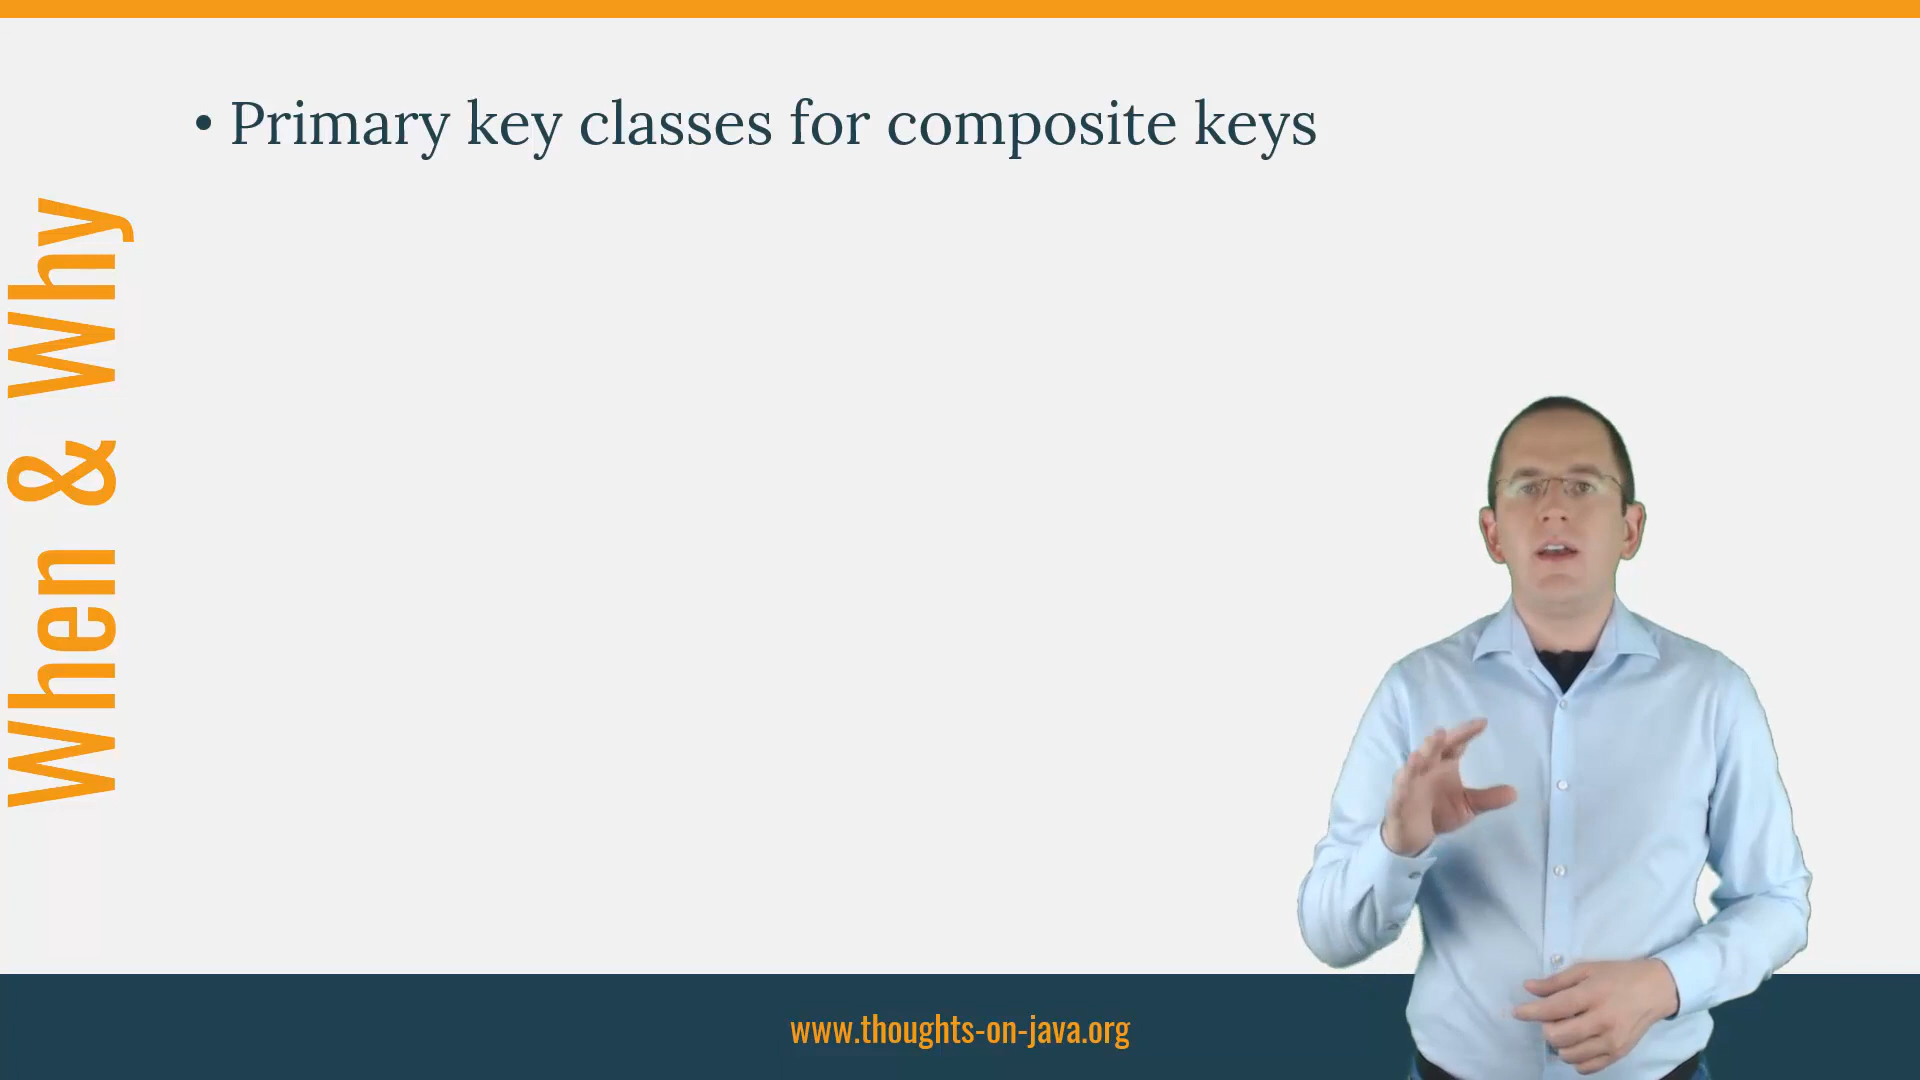 • Primary key classes for composite keys
When & Why
www.thoughts-on-java.org